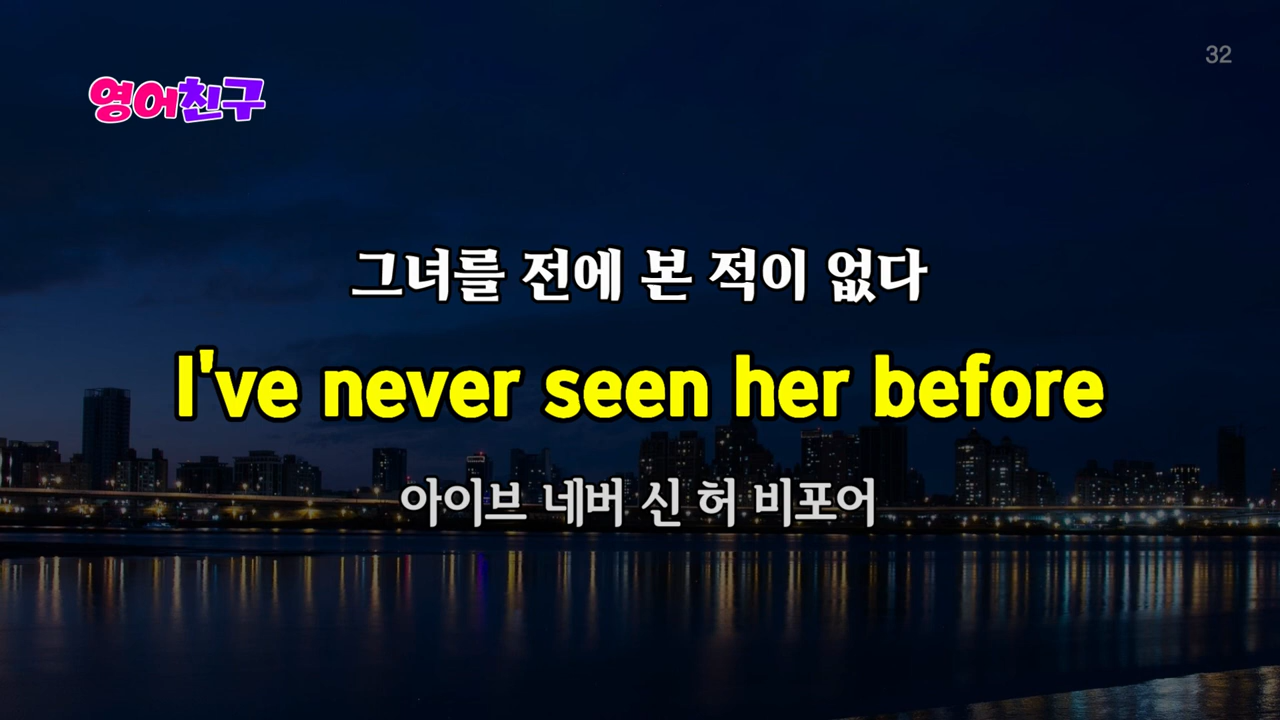 32
영어친구
그녀를 전에 본 적이 없다
I've never seen her before
아이브 네버 신 허 비포어